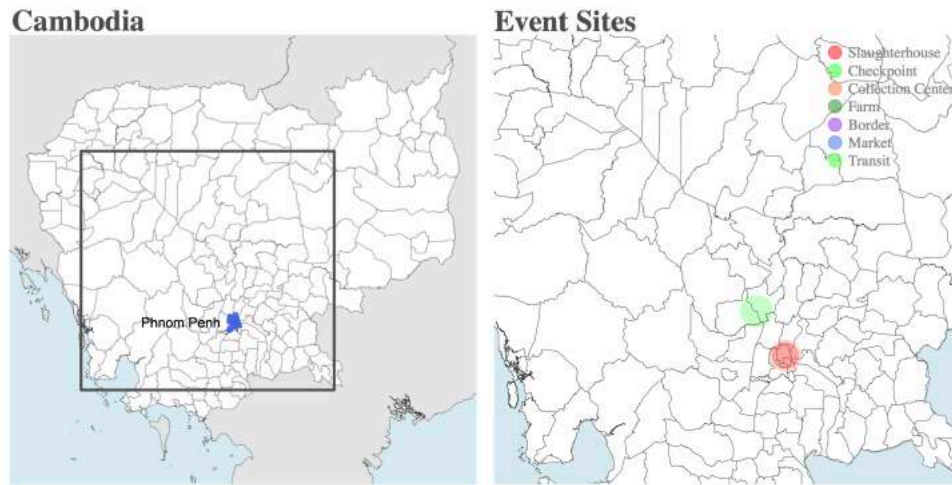 Cambodia
Phnom Penh
Event Sites
Slaughterhouse
Checkpoint
Collection Center
Farm
Border
Market
Transit